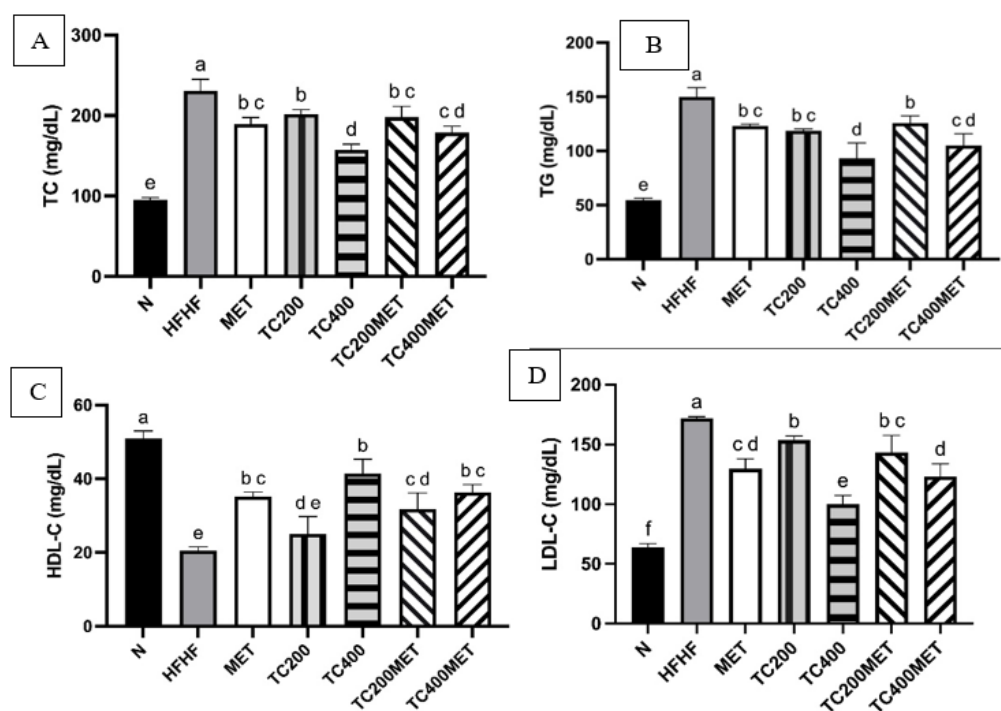 A
TC (mg/dL)
300
200
100
0
e
a
b c
b
d
b c
c d
N
HFHF
MET
TC200
TC400
TC200MET
TC400MET
B
TG (mg/dL)
200
150
100
50
0
e
a
b c
b c
d
b
c d
N
HFHF
MET
TC200
TC400
TC200MET
TC400MET
C
HDL-C (mg/dL)
60
40
20
0
a
e
b c
d e
b
c d
b c
N
HFHF
MET
TC200
TC400
TC200MET
TC400MET
D
LDL-C (mg/dL)
200
150
100
50
0
f
a
c d
b
e
b c
d
N
HFHF
MET
TC200
TC400
TC200MET
TC400MET